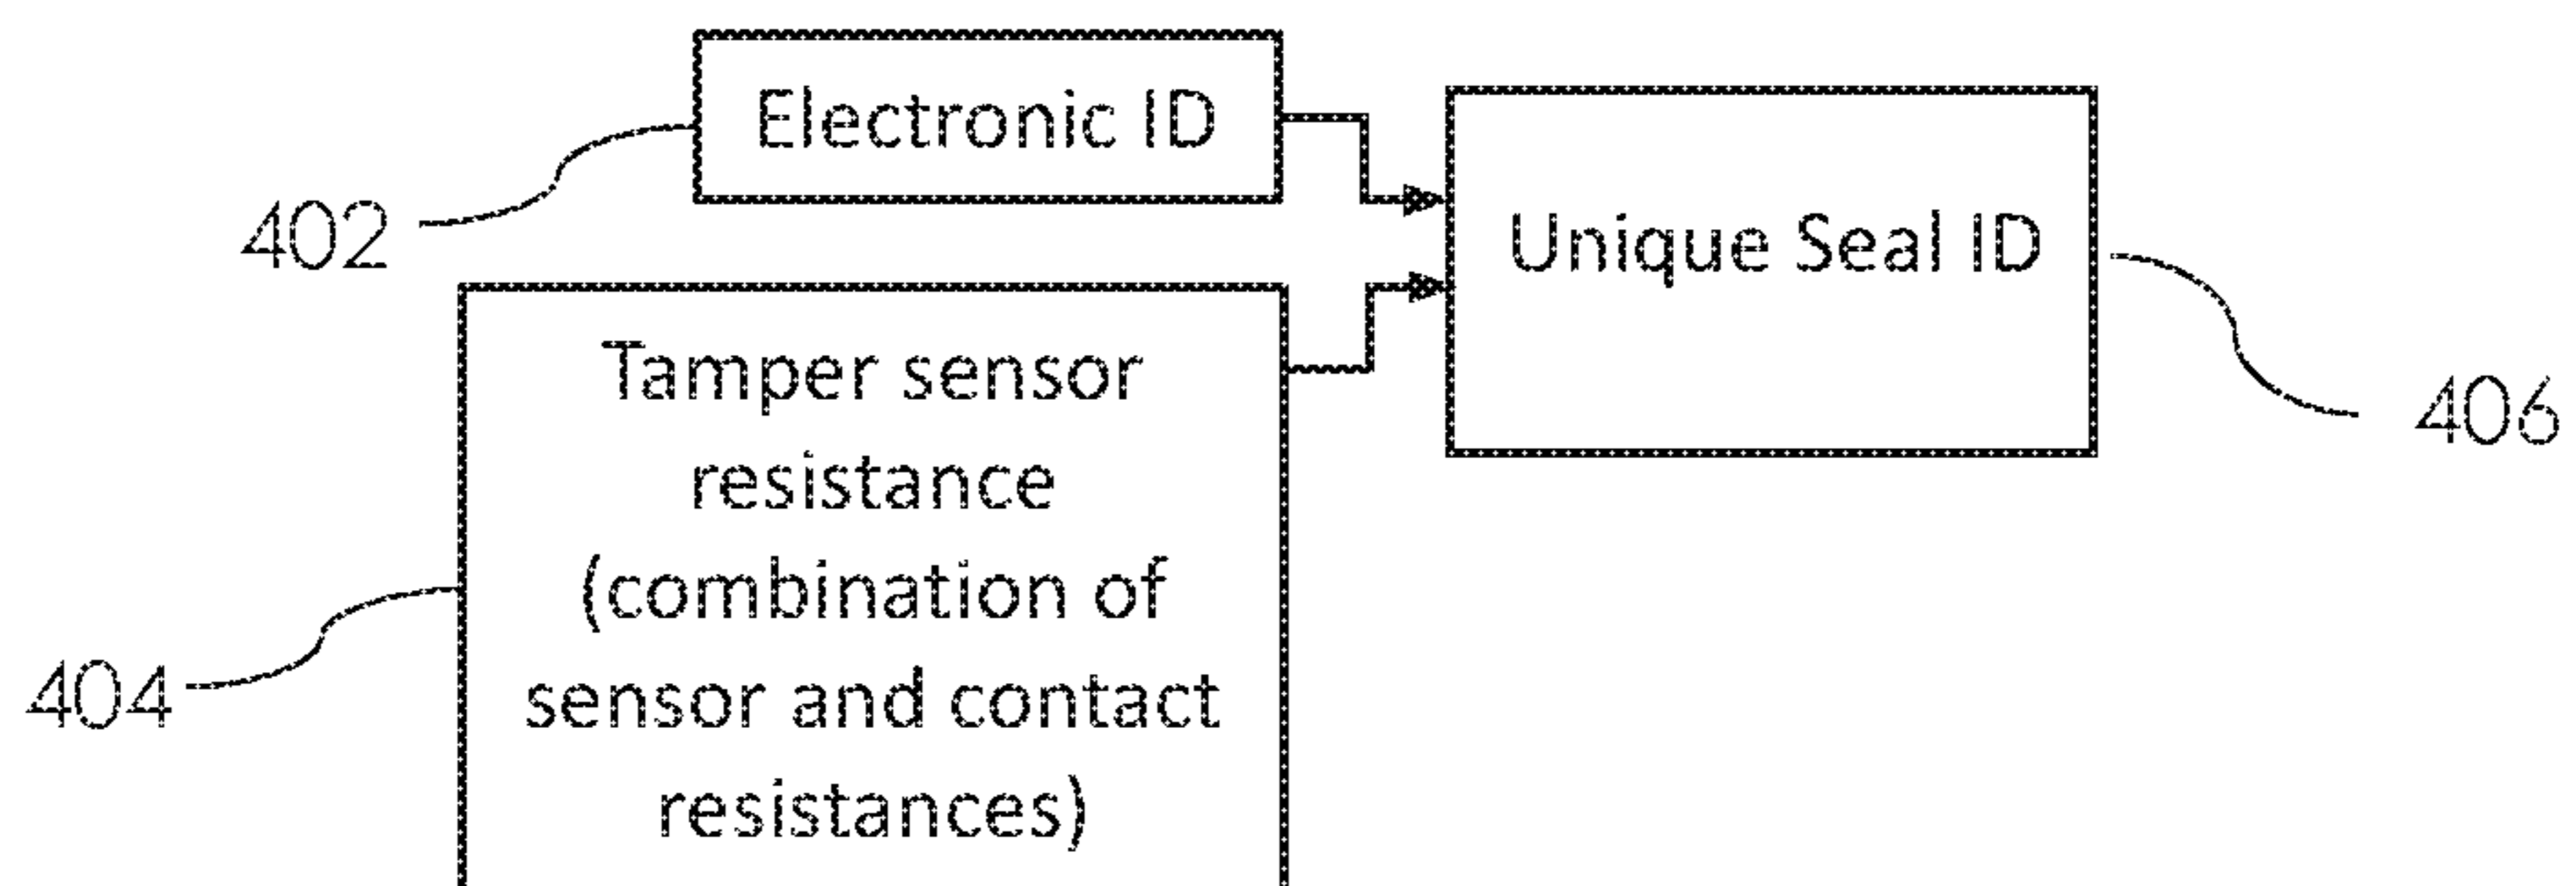 Electronic ID
402
Unique Seal ID
406
Tamper sensor
resistance
(combination of
sensor and contact
resistances)
404